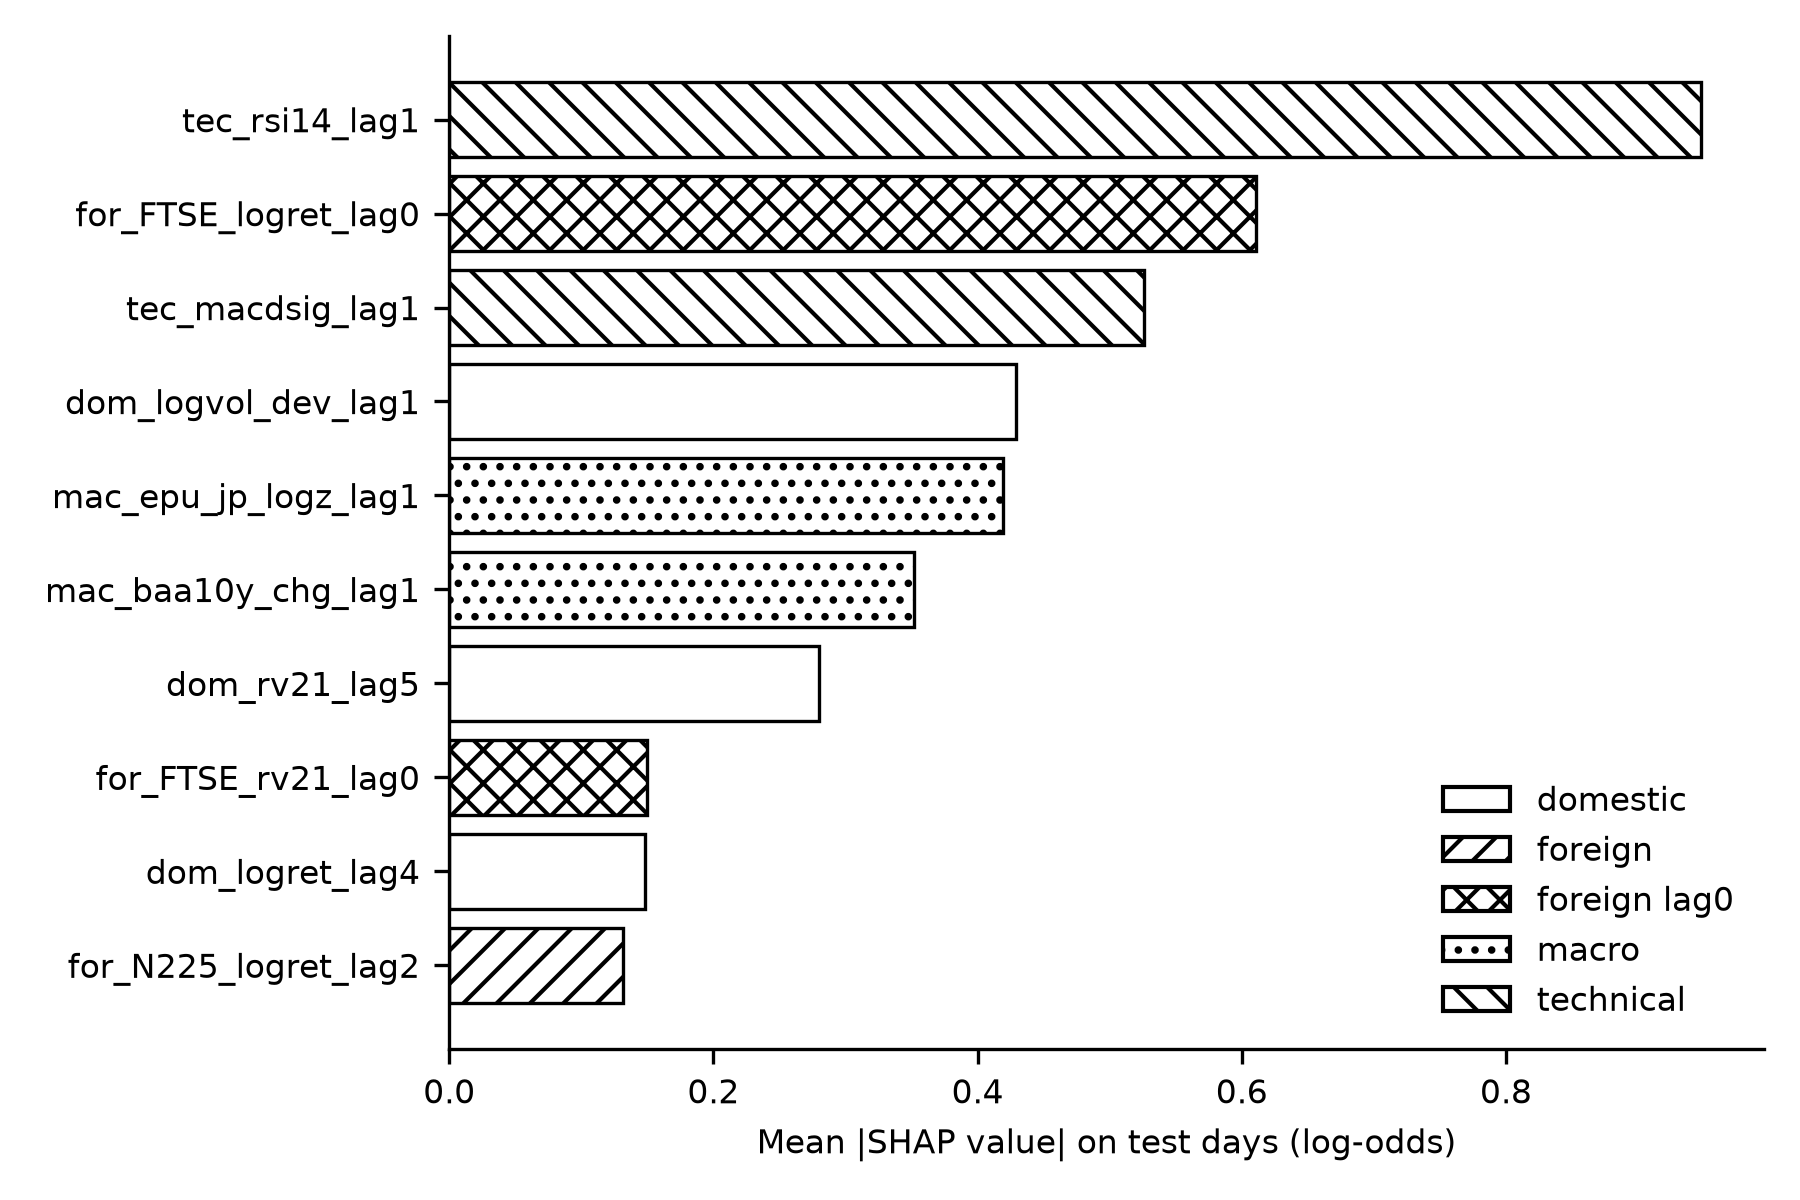 tec_rsi14_lag1
for_FTSE_logret_lag0
tec_macdsig_lag1
dom_logvol_dev_lag1
mac_epu_jp_logz_lag1
mac_baa10y_chg_lag1
dom_rv21_lag5
for_FTSE_rv21_lag0
dom_logret_lag4
for_N225_logret_lag2
domestic
foreign
foreign lag0
macro
technical
0.0 0.2 0.4 0.6 0.8
Mean |SHAP value| on test days (log-odds)